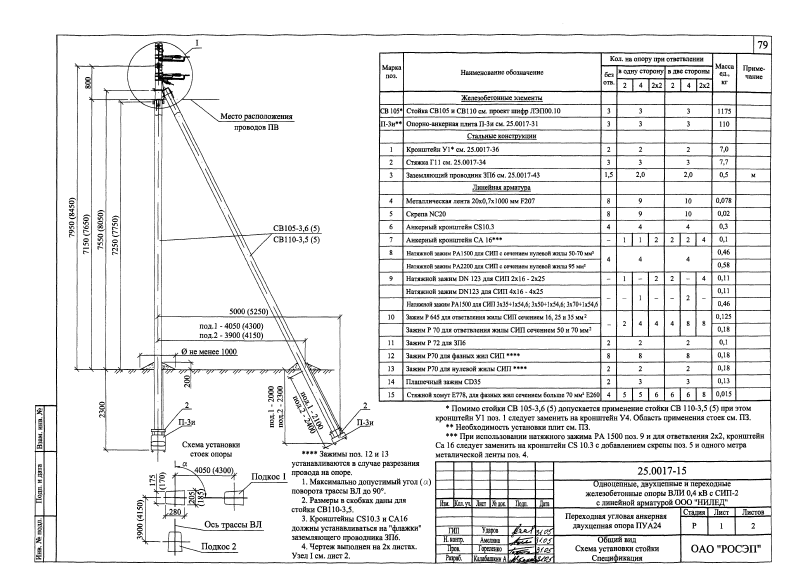 79
1
800
7950 (8450)
7150 (7650)
7550 (8050)
7250 (7750)
Место расположения
проводов ПВ
СВ105-3,6 (5)
СВ110-3,5 (5)
5000 (5250)
под.1 - 4050 (4300)
под.2 - 3900 (4150)
Ø не менее 1000
200
2300
под.1 - 2000
под.2 - 2300
под.1 - 2100
под.2 - 2400
2
П-3и
2
П-3и
Схема установки
стоек опоры
α
4050 (4300)
Подкос 1
175
(170)
205
(185)
280
3900 (4150)
Ось трассы ВЛ
Подкос 2
Марка
поз.
Наименование обозначение
Кол. на опору при ответвлении
без
отв.
в одну сторону
в две стороны
2 4 2x2 2 4 2x2
Масса
ед.,
кг
Приме-
чание
Железобетонные элементы
СВ 105* Стойка СВ105 и СВ110 см. проект шифр ЛЭП00.10 3 3 3 1175
П-3и** Опорно-анкерная плита П-3и см. 25.0017-31 3 3 3 110
Стальные конструкции
1 Кронштейн У1* см. 25.0017-36 2 2 2 7,0
2 Стяжка Г11 см. 25.0017-34 3 3 3 7,7
3 Заземляющий проводник ЗП6 см. 25.0017-43 1,5 2,0 2,0 0,5 м
Линейная арматура
4 Металлическая лента 20х0,7х1000 мм F207 8 9 10 0,078
5 Скрепа NC20 8 9 10 0,02
6 Анкерный кронштейн CS10.3 4 4 4 0,3
7 Анкерный кронштейн СА 16*** – 1 1 2 2 2 4 0,1
8 Натяжной зажим РА1500 для СИП с сечением нулевой жилы 50-70 мм² 4 4 4 0,46
Натяжной зажим РА2200 для СИП с сечением нулевой жилы 95 мм² 0,58
9 Натяжной зажим DN 123 для СИП 2х16 - 2х25 – 1 - 2 2 - 4 0,11
Натяжной зажим DN123 для СИП 4х16 - 4х25 – - 1 - - 2 - 0,11
Натяжной зажим РА1500 для СИП 3х35+1х54,6; 3х50+1х54,6; 3х70+1х54,6 0,46
10 Зажим Р 645 для ответвления жилы СИП сечением 16, 25 и 35 мм² – 2 4 4 4 8 8 0,125
Зажим Р 70 для ответвления жилы СИП сечением 50 и 70 мм² 0,18
11 Зажим Р 72 для ЗП6 2 2 2 0,1
12 Зажим Р70 для фазных жил СИП **** 8 8 8 0,18
13 Зажим Р70 для нулевой жилы СИП **** 2 2 2 0,18
14 Плашечный зажим CD35 2 3 3 0,13
15 Стяжной хомут Е778, для жил сечением больше 70 мм² Е260 4 5 5 6 6 6 8 0,015
* Помимо стойки СВ 105-3,6 (5) допускается применение стойки СВ 110-3,5 (5) при этом
кронштейн У1 поз. 1 следует заменить на кронштейн У4. Область применения стоек см. ПЗ.
** Необходимость установки плит см. ПЗ.
*** При использовании натяжного зажима РА 1500 поз. 9 и для ответвления 2х2, кронштейн
Са 16 следует заменить на кронштейн CS 10.3 с добавлением скрепы поз. 5 и одного метра
металлической ленты поз. 4.
**** Зажимы поз. 12 и 13
устанавливаются в случае разрезания
провода на опоре.
1. Максимально допустимый угол (α)
поворота трассы ВЛ до 90°.
2. Размеры в скобках даны для
стойки СВ110-3,5.
3. Кронштейны CS10.3 и СА16
должны устанавливаться на "флажки"
заземляющего проводника ЗП6.
4. Чертеж выполнен на 2х листах.
Узел I см. лист 2.
25.0017-15
Одноцепные, двухцепные и переходные
железобетонные опоры ВЛИ 0,4 кВ с СИП-2
с линейной арматурой ООО "НИЛЕД"
Изм. Кол. уч. Лист № док. Подп. Дата
ГИП Ударов
Н. контр. Амелина
Пров. Гореленко
Разраб. Калабашкин А.
Переходная угловая анкерная
двухцепная опора ПУА24
Стадия Лист Листов
Р 1 2
Общий вид
Схема установки стойки
Спецификация
ОАО "РОСЭП"
Взам. инв. №
Подп. и дата
Инв. № подл.